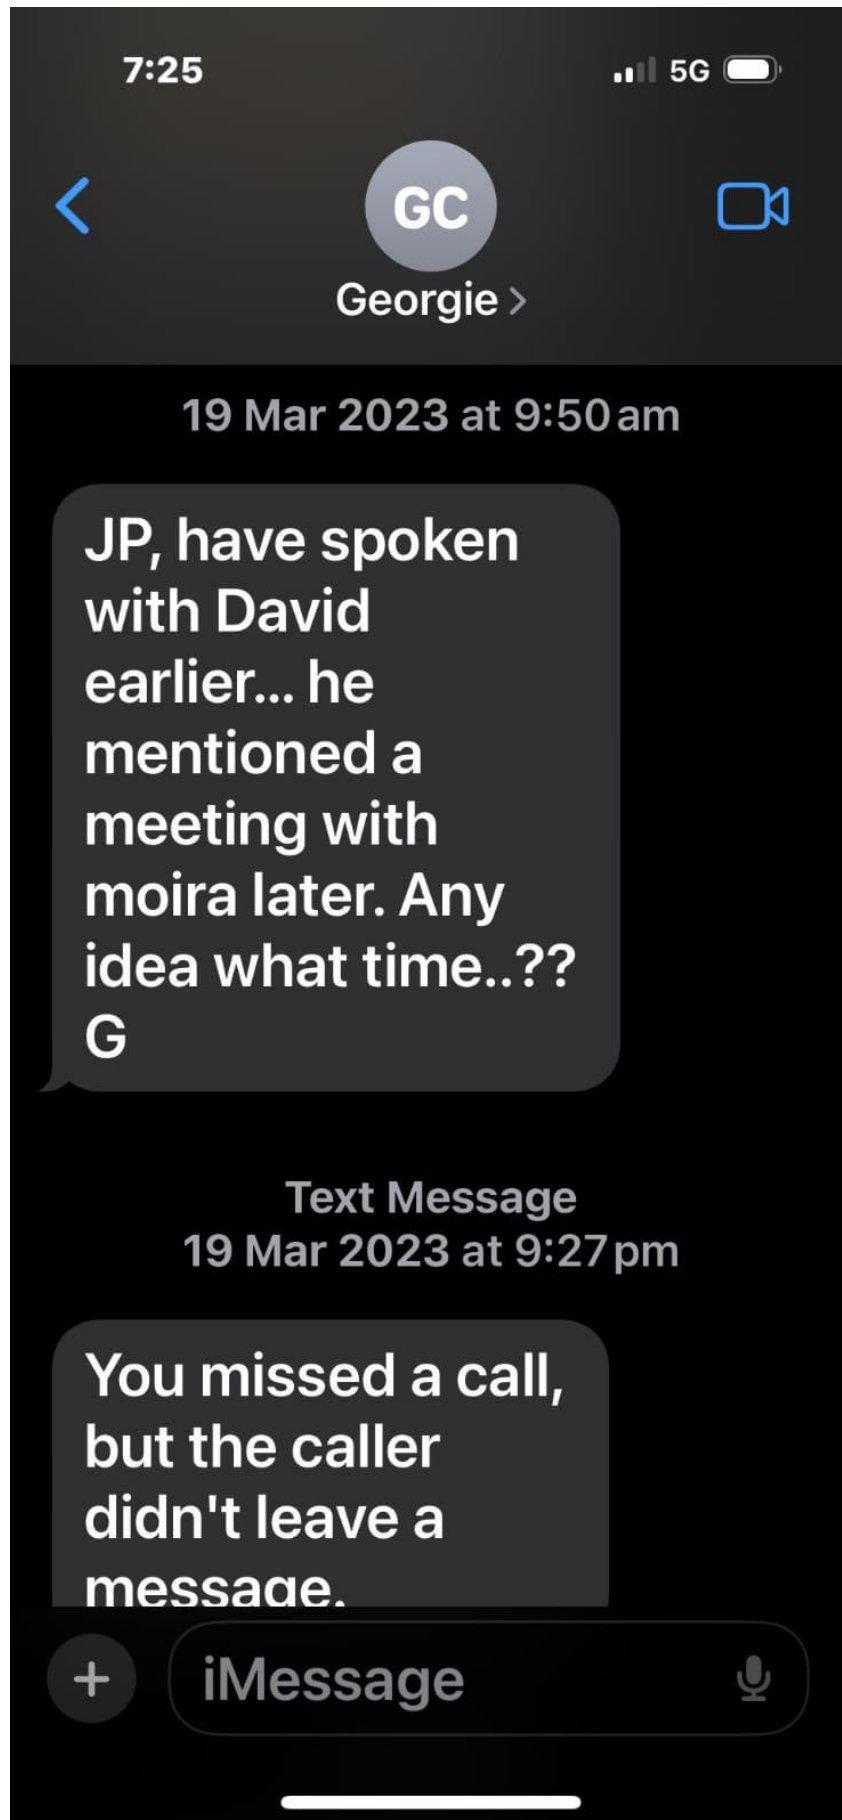 7:25
5G
GC
Georgie
19 Mar 2023 at 9:50 am
JP, have spoken
with David
earlier... he
mentioned a
meeting with
moira later. Any
idea what time..??
G
Text Message
19 Mar 2023 at 9:27 pm
You missed a call,
but the caller
didn't leave a
message.
iMessage